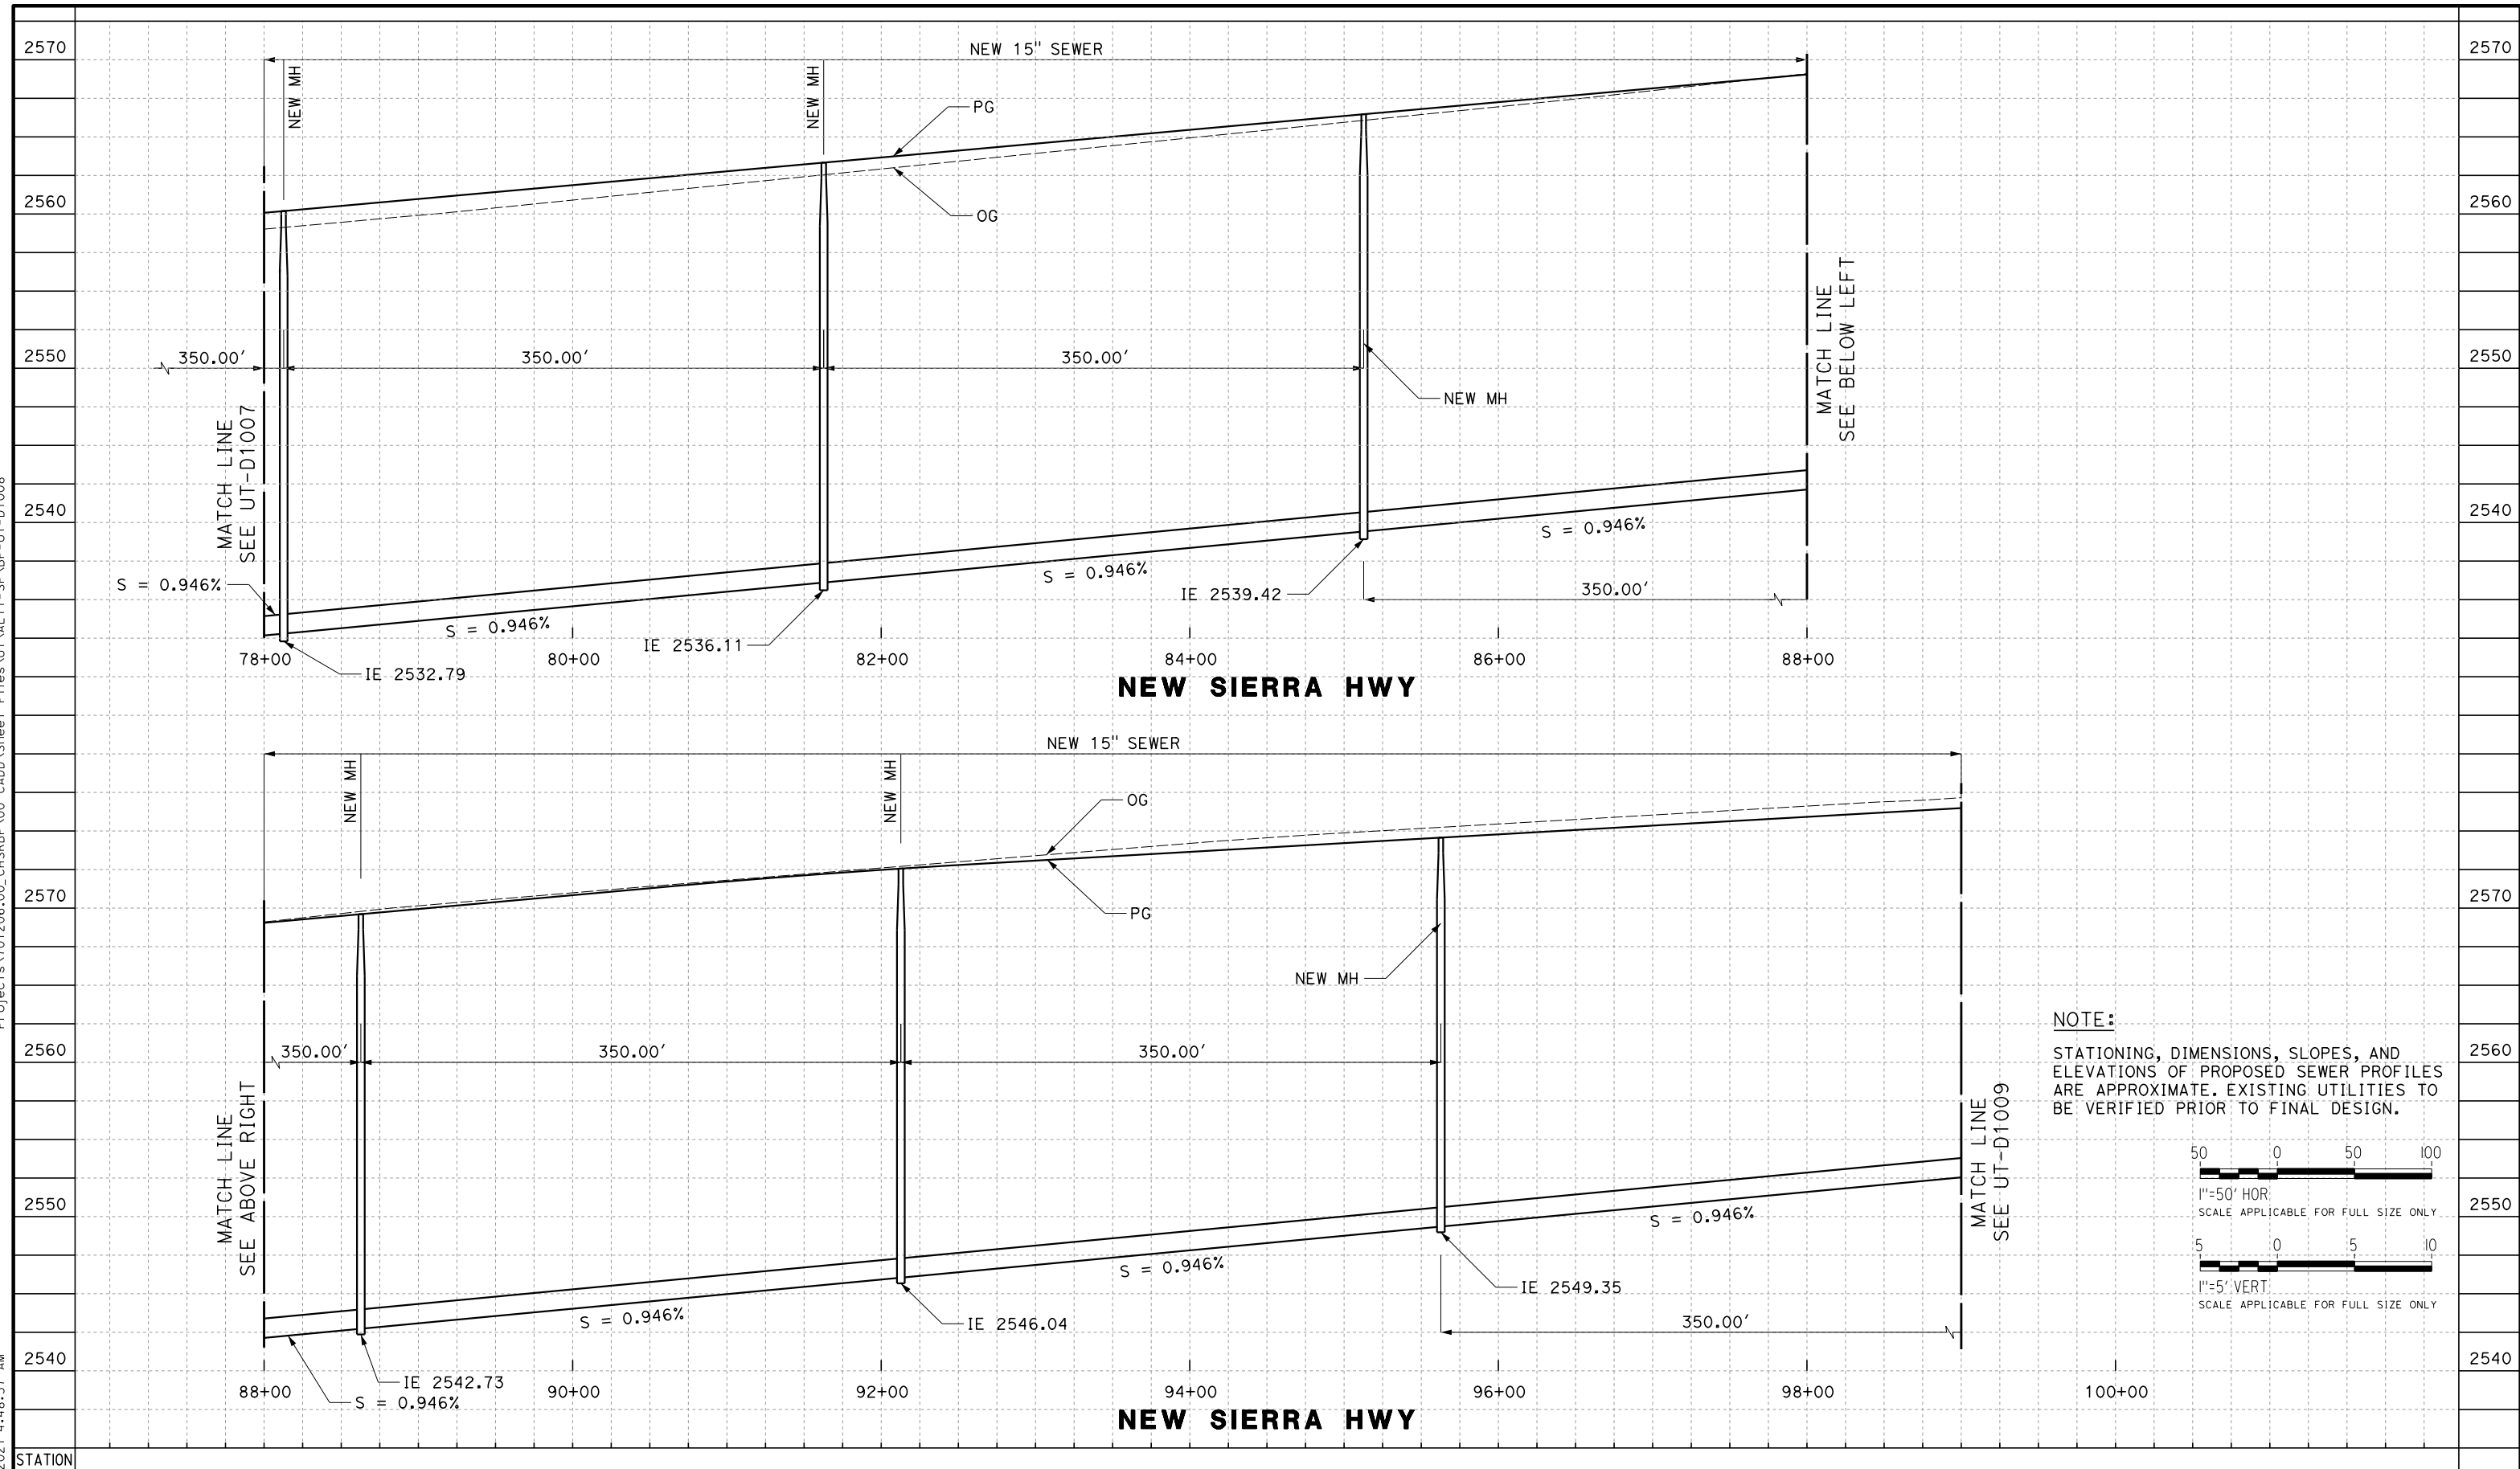 NEW 15" SEWER
2570
2570
NEW MH
NEW MH
PG
OG
2560
2560
2550
350.00'
350.00'
350.00'
2550
MATCH LINE
SEE BELOW LEFT
NEW MH
MATCH LINE
SEE UT-D1007
2540
2540
S = 0.946%
S = 0.946%
S = 0.946%
S = 0.946%
IE 2539.42
350.00'
IE 2536.11
IE 2532.79
78+00
80+00
82+00
84+00
86+00
88+00
NEW SIERRA HWY
NEW 15" SEWER
NEW MH
NEW MH
OG
PG
2570
2570
NEW MH
2560
350.00'
350.00'
350.00'
2560
NOTE:
STATIONING, DIMENSIONS, SLOPES, AND
ELEVATIONS OF PROPOSED SEWER PROFILES
ARE APPROXIMATE. EXISTING UTILITIES TO
BE VERIFIED PRIOR TO FINAL DESIGN.
MATCH LINE
SEE ABOVE RIGHT
MATCH LINE
SEE UT-D1009
50 0 50 100
1"=50' HOR
SCALE APPLICABLE FOR FULL SIZE ONLY
5 0 5 10
1"=5' VERT
SCALE APPLICABLE FOR FULL SIZE ONLY
2550
2550
S = 0.946%
S = 0.946%
S = 0.946%
IE 2549.35
IE 2546.04
350.00'
2540
2540
IE 2542.73
S = 0.946%
88+00
90+00
92+00
94+00
96+00
98+00
100+00
NEW SIERRA HWY
STATION